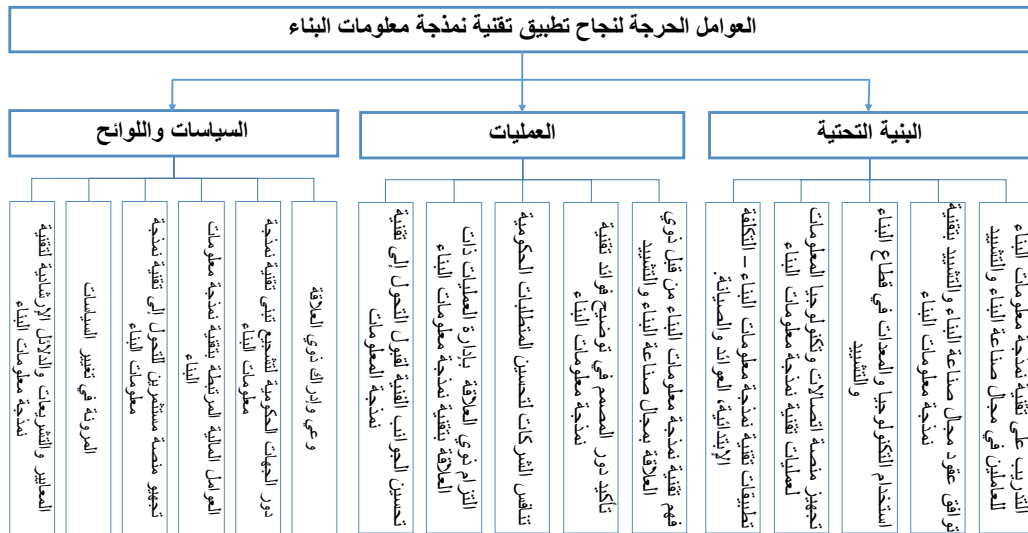 العوامل الحرجة لنجاح تطبيق تقنية نمذجة معلومات البناء
البنية التحتية
العمليات
السياسات واللوائح
التدريب على تقنية نمذجة معلومات البناء
للعاملين في مجال صناعة البناء والتشييد
توافق عقود مجال صناعة البناء والتشييد بتقنية
نمذجة معلومات البناء
استخدام التكنولوجيا والمعدات في قطاع البناء
والتشييد
تجهيز منصة اتصالات وتكنولوجيا المعلومات
لعمليات تقنية نمذجة معلومات البناء
تطبيقات تقنية نمذجة معلومات البناء – التكلفة
الإبتدائية، العوائد والصيانة.
فهم تقنية نمذجة معلومات البناء من قبل ذوي
العلاقة بمجال صناعة البناء والتشييد
تأكيد دور المصمم في توضيح فوائد تقنية
نمذجة معلومات البناء
تنافس الشركات لتحسين المتطلبات الحكومية
التزام ذوي العلاقة بإدارة العمليات ذات
العلاقة بتقنية نمذجة معلومات البناء
تحسين الجوانب الفنية لقبول التحول إلى تقنية
نمذجة المعلومات
وعي وإدراك ذوي العلاقة
دور الجهات الحكومية لتشجيع تبنى تقنية نمذجة
معلومات البناء
العوامل المالية المرتبطة بتقنية نمذجة معلومات
البناء
تجهيو منصة مستثمرين للتحول إلى تقنية نمذجة
معلومات البناء
المرونة في تغيير السياسات
المعايير والتشريعات والدلائل الإرشادية لتقنية
نمذجة معلومات البناء